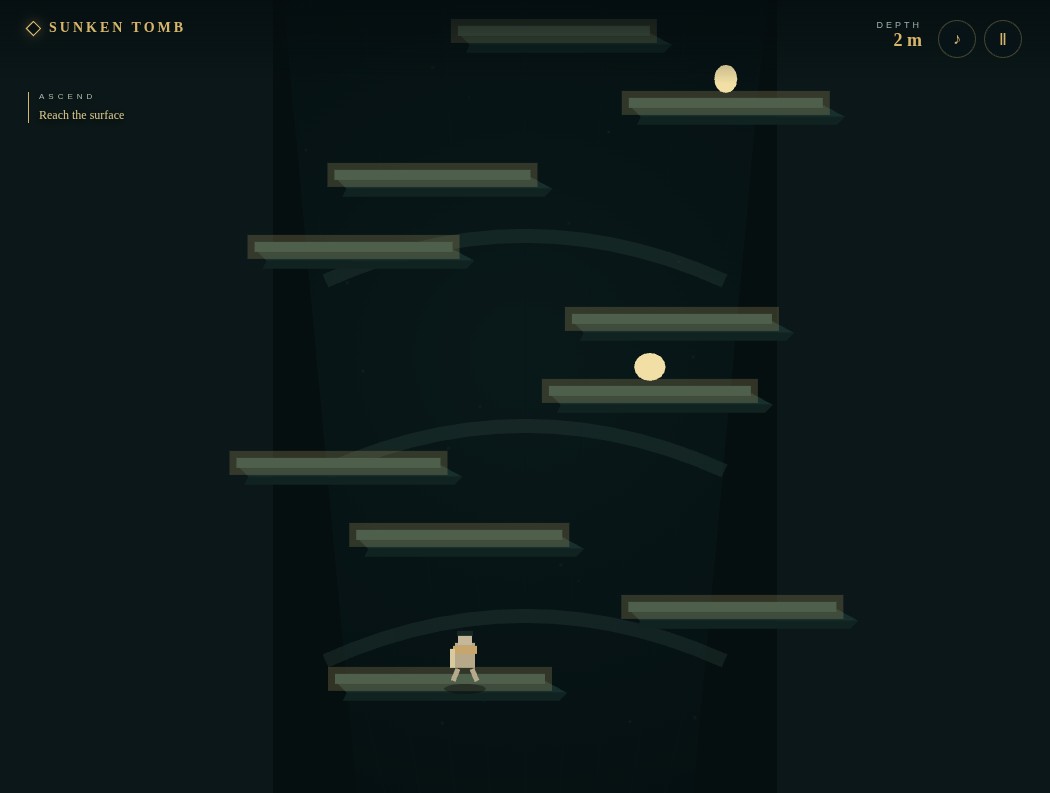 SUNKEN TOMB
DEPTH
2 m
ASCEND
Reach the surface